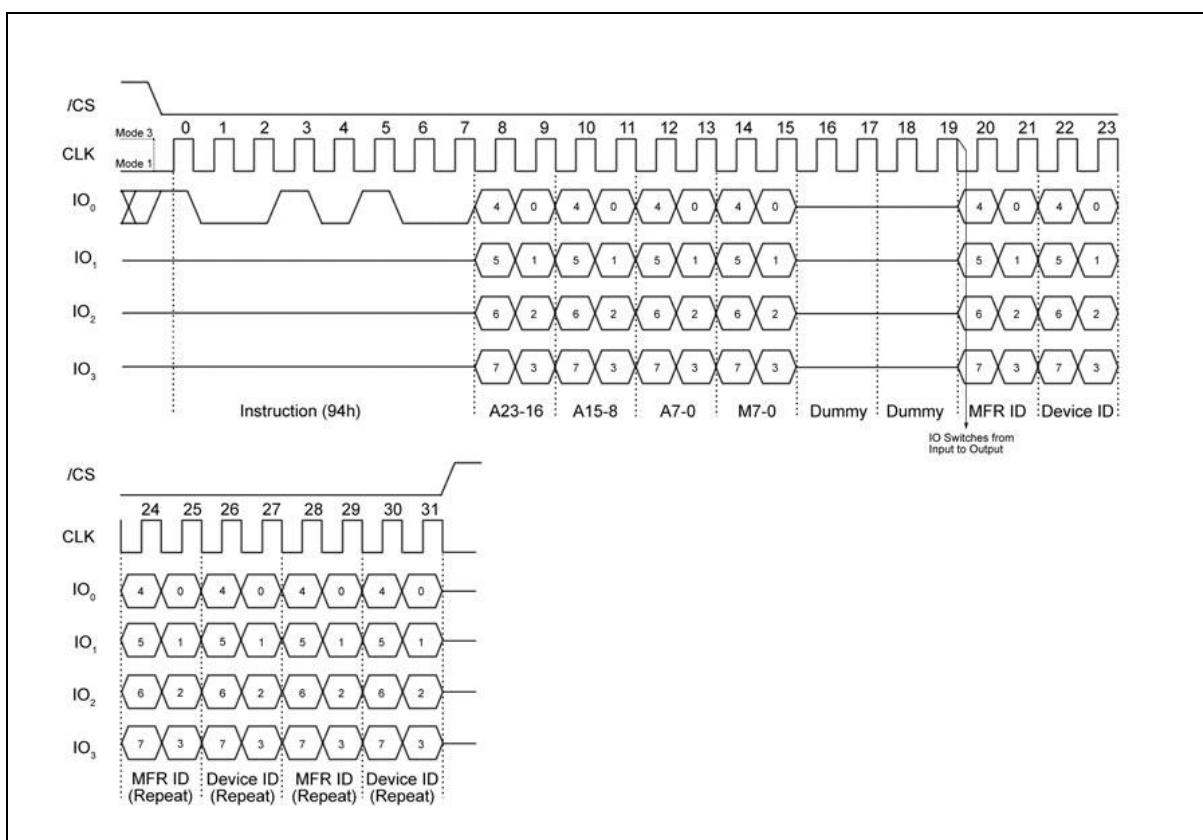 /CS
0 1 2 3 4 5 6 7 8 9 10 11 12 13 14 15 16 17 18 19 20 21 22 23
Mode 3
CLK
Mode 1
IO0 4 0 4 0 4 0 4 0 4 0 4 0
IO1 5 1 5 1 5 1 5 1 5 1 5 1
IO2 6 2 6 2 6 2 6 2 6 2 6 2
IO3 7 3 7 3 7 3 7 3 7 3 7 3
Instruction (94h) A23-16 A15-8 A7-0 M7-0 Dummy Dummy MFR ID Device ID
IO Switches from
Input to Output
/CS
24 25 26 27 28 29 30 31
CLK
IO0 4 0 4 0 4 0 4 0
IO1 5 1 5 1 5 1 5 1
IO2 6 2 6 2 6 2 6 2
IO3 7 3 7 3 7 3 7 3
MFR ID Device ID MFR ID Device ID
(Repeat) (Repeat) (Repeat) (Repeat)